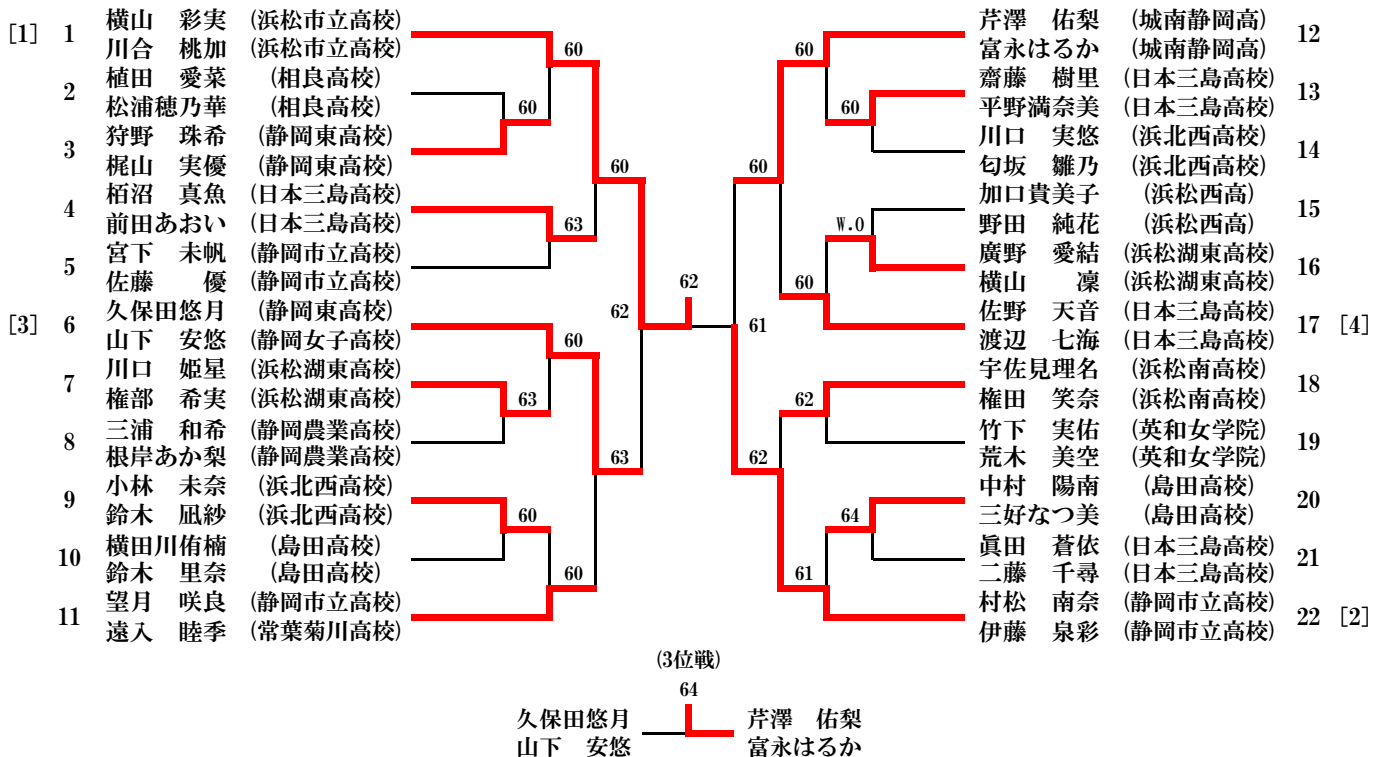 [1] 1 横山　彩実 (浜松市立高校)
川合　桃加 (浜松市立高校)
60
2 植田　愛菜 (相良高校)
松浦穂乃華 (相良高校)
60
3 狩野　珠希 (静岡東高校)
梶山　実優 (静岡東高校)
60
4 栢沼　真魚 (日本三島高校)
前田あおい (日本三島高校)
63
5 宮下　未帆 (静岡市立高校)
佐藤　　優 (静岡市立高校)
62
[3] 6 久保田悠月 (静岡東高校)
山下　安悠 (静岡女子高校)
60
7 川口　姫星 (浜松湖東高校)
権部　希実 (浜松湖東高校)
63
8 三浦　和希 (静岡農業高校)
根岸あか梨 (静岡農業高校)
63
9 小林　未奈 (浜北西高校)
鈴木　凪紗 (浜北西高校)
60
10 横田川侑楠 (島田高校)
鈴木　里奈 (島田高校)
60
11 望月　咲良 (静岡市立高校)
遠入　睦季 (常葉菊川高校)
62
芹澤　佑梨 (城南静岡高) 12
富永はるか (城南静岡高)
60
齋藤　樹里 (日本三島高校) 13
平野満奈美 (日本三島高校)
60
川口　実悠 (浜北西高校) 14
匂坂　雛乃 (浜北西高校)
60
加口貴美子 (浜松西高) 15
野田　純花 (浜松西高)
W.O
廣野　愛結 (浜松湖東高校) 16
横山　　凜 (浜松湖東高校)
60
佐野　天音 (日本三島高校) 17 [4]
渡辺　七海 (日本三島高校)
61
宇佐見理名 (浜松南高校) 18
権田　笑奈 (浜松南高校)
62
竹下　実佑 (英和女学院) 19
荒木　美空 (英和女学院)
62
中村　陽南 (島田高校) 20
三好なつ美 (島田高校)
64
眞田　蒼依 (日本三島高校) 21
二藤　千尋 (日本三島高校)
61
村松　南奈 (静岡市立高校) 22 [2]
伊藤　泉彩 (静岡市立高校)
(3位戦)
64
久保田悠月 芹澤　佑梨
山下　安悠 富永はるか